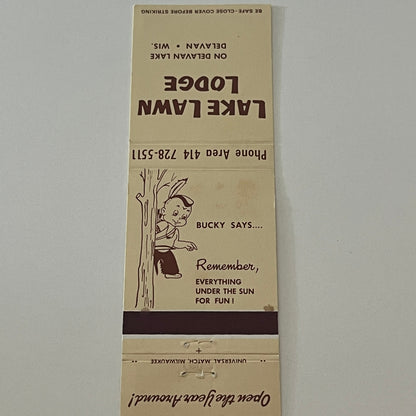 BE SAFE-CLOSE COVER BEFORE STRIKING
LAKE LAWN
LODGE
ON DELAVAN LAKE
DELAVAN • WIS.
Phone Area 414 728-5511
BUCKY SAYS....
Remember,
EVERYTHING
UNDER THE SUN
FOR FUN!
•• UNIVERSAL MATCH, MILWAUKEE ••
Open the Year Around!